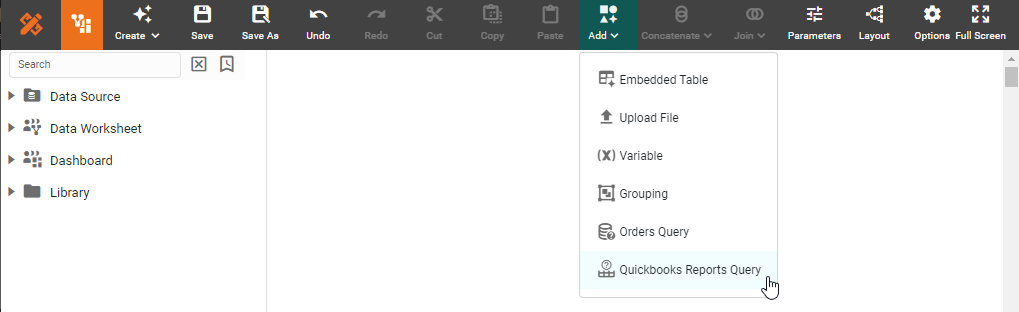 Create
Save
Save As
Undo
Redo
Cut
Copy
Paste
Add
Concatenate
Join
Parameters
Layout
Options
Full Screen
Search
Data Source
Data Worksheet
Dashboard
Library
Embedded Table
Upload File
(x) Variable
Grouping
Orders Query
Quickbooks Reports Query